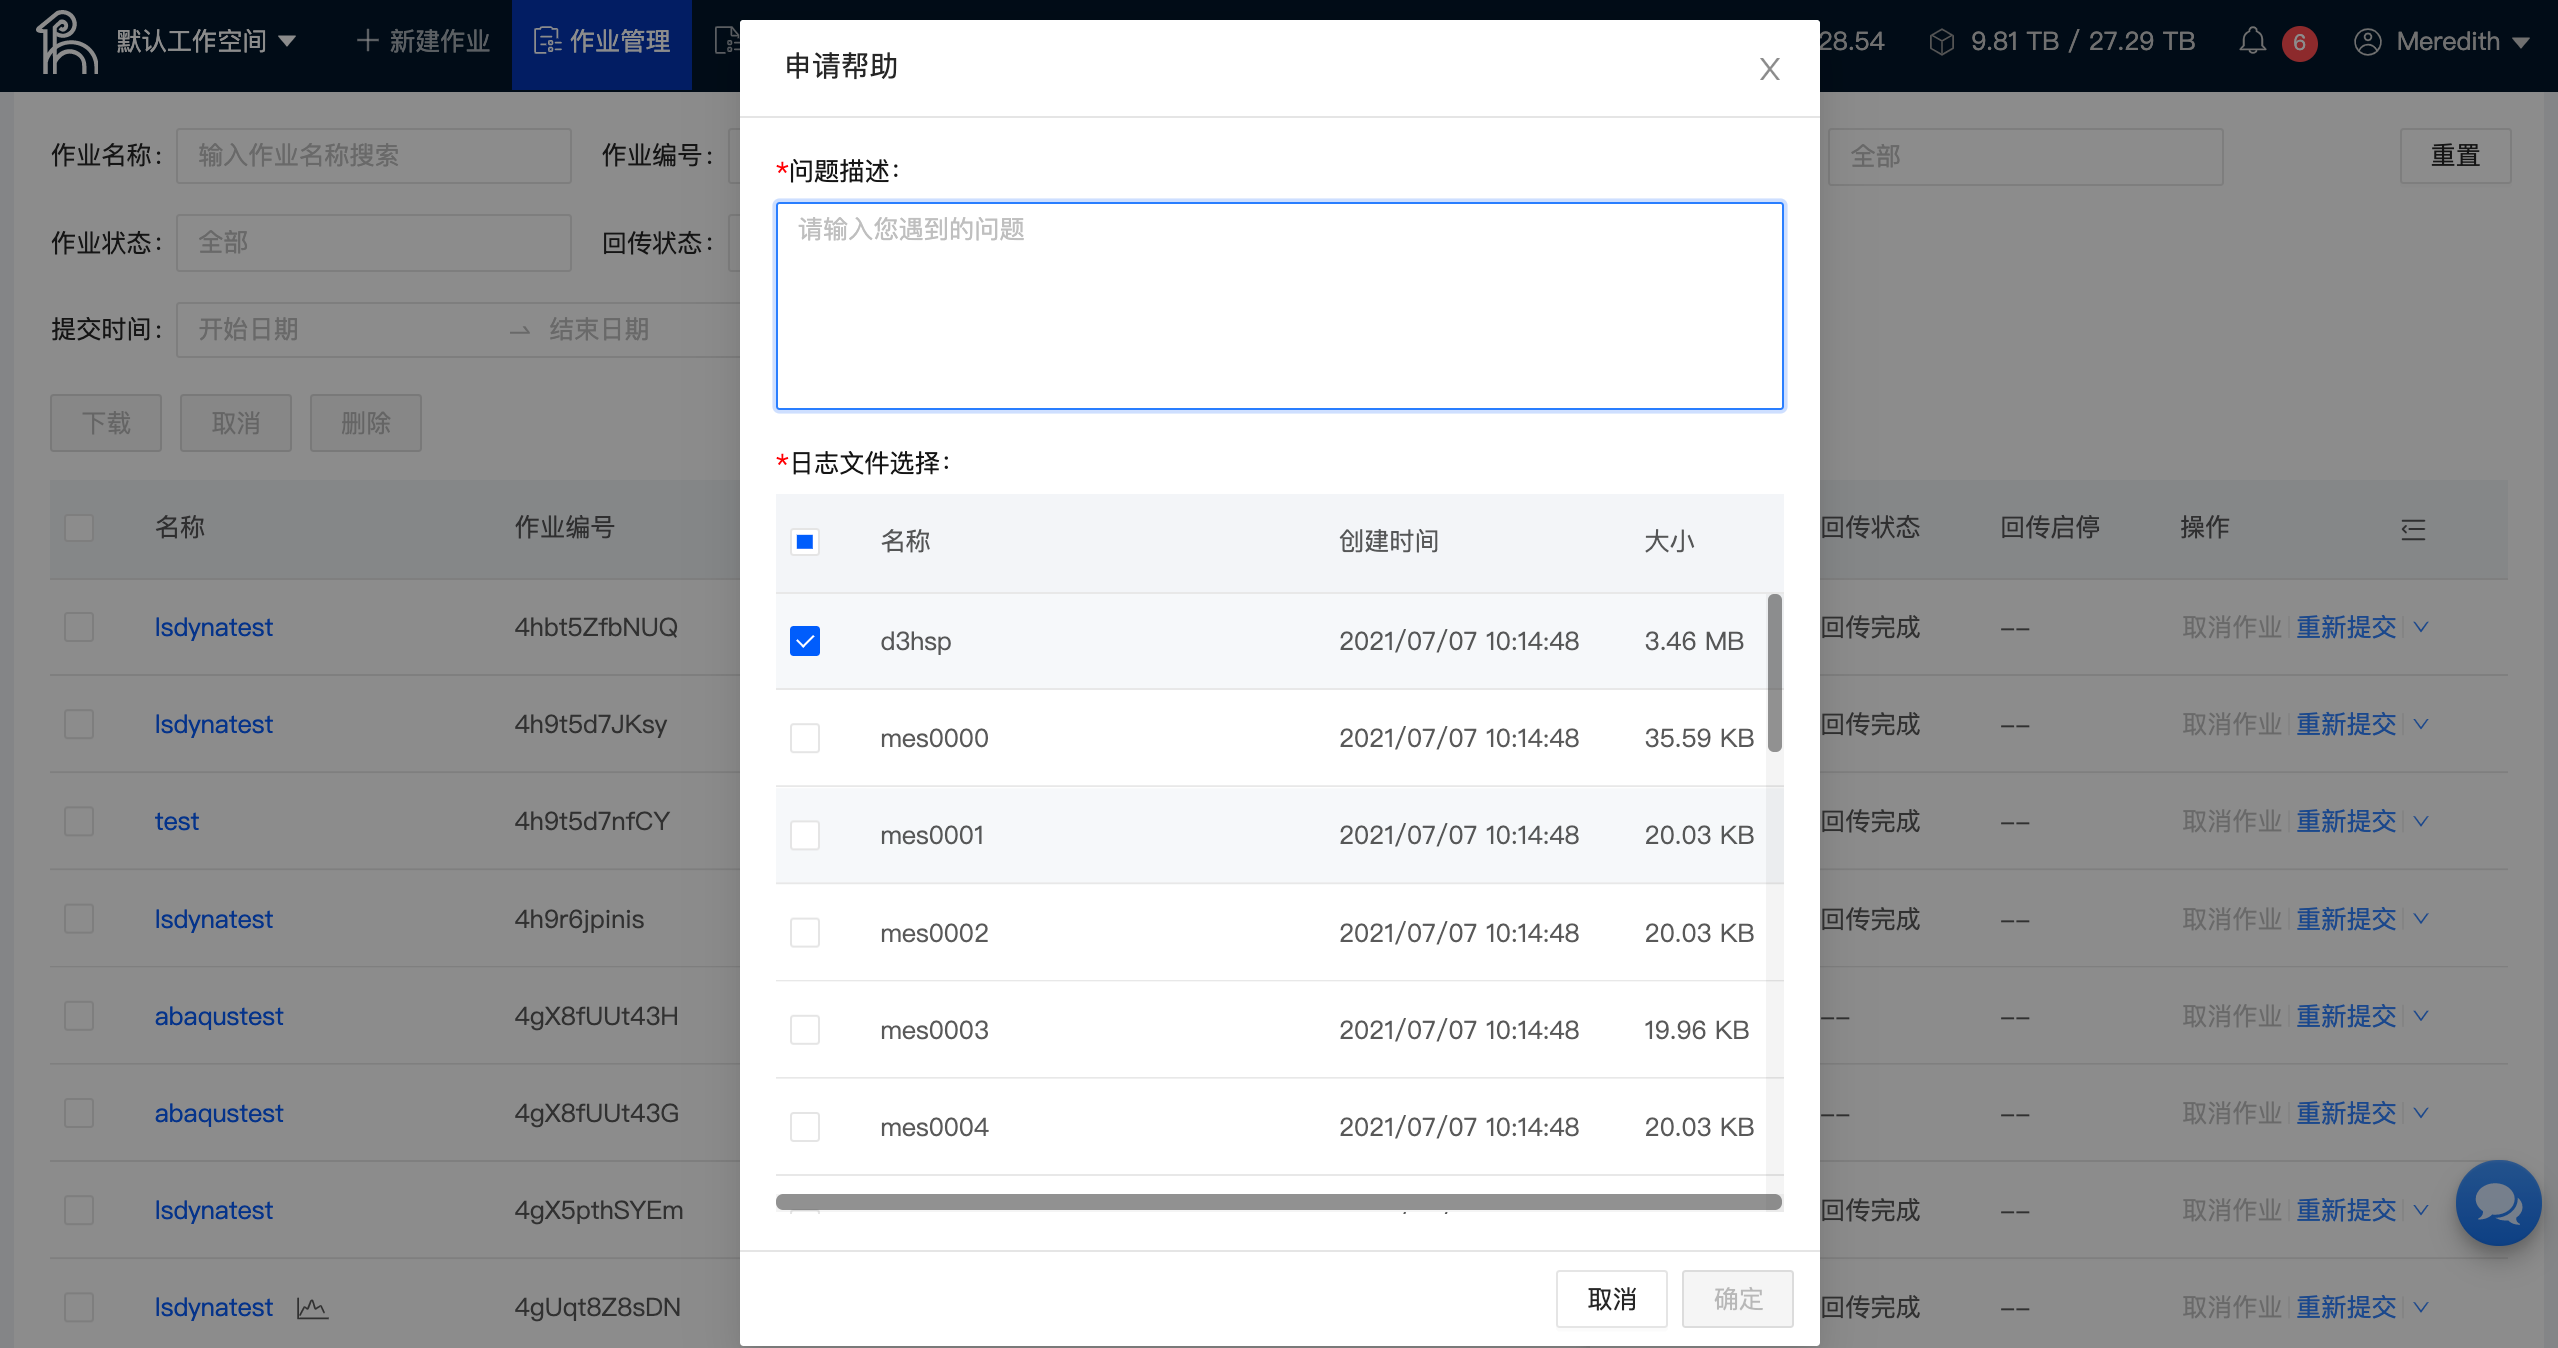 默认工作空间
新建作业
作业管理
28.54
9.81 TB / 27.29 TB
6
Meredith
作业名称：
输入作业名称搜索
作业编号：
全部
重置
作业状态：
全部
回传状态：
提交时间：
开始日期 → 结束日期
下载 取消 删除
名称 作业编号 回传状态 回传启停 操作
lsdynatest 4hbt5ZfbNUQ 回传完成 -- 取消作业 重新提交
lsdynatest 4h9t5d7JKsy 回传完成 -- 取消作业 重新提交
test 4h9t5d7nfCY 回传完成 -- 取消作业 重新提交
lsdynatest 4h9r6jpinis 回传完成 -- 取消作业 重新提交
abaqustest 4gX8fUUt43H -- -- 取消作业 重新提交
abaqustest 4gX8fUUt43G -- -- 取消作业 重新提交
lsdynatest 4gX5pthSYEm 回传完成 -- 取消作业 重新提交
lsdynatest 4gUqt8Z8sDN 回传完成 -- 取消作业 重新提交
申请帮助
X
*问题描述：
请输入您遇到的问题
*日志文件选择：
名称 创建时间 大小
d3hsp 2021/07/07 10:14:48 3.46 MB
mes0000 2021/07/07 10:14:48 35.59 KB
mes0001 2021/07/07 10:14:48 20.03 KB
mes0002 2021/07/07 10:14:48 20.03 KB
mes0003 2021/07/07 10:14:48 19.96 KB
mes0004 2021/07/07 10:14:48 20.03 KB
取消 确定